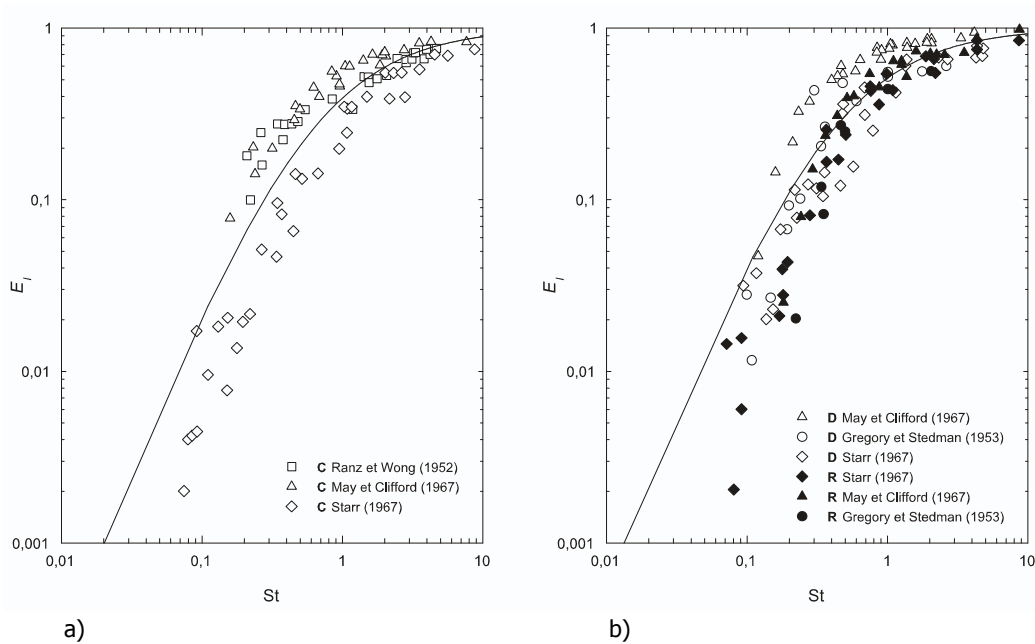 1
0,1
0,01
0,001
E_I
0,01 0,1 1 10
St
C Ranz et Wong (1952)
C May et Clifford (1967)
C Starr (1967)
a)
1
0,1
0,01
0,001
E_I
0,01 0,1 1 10
St
D May et Clifford (1967)
D Gregory et Stedman (1953)
D Starr (1967)
R Starr (1967)
R May et Clifford (1967)
R Gregory et Stedman (1953)
b)